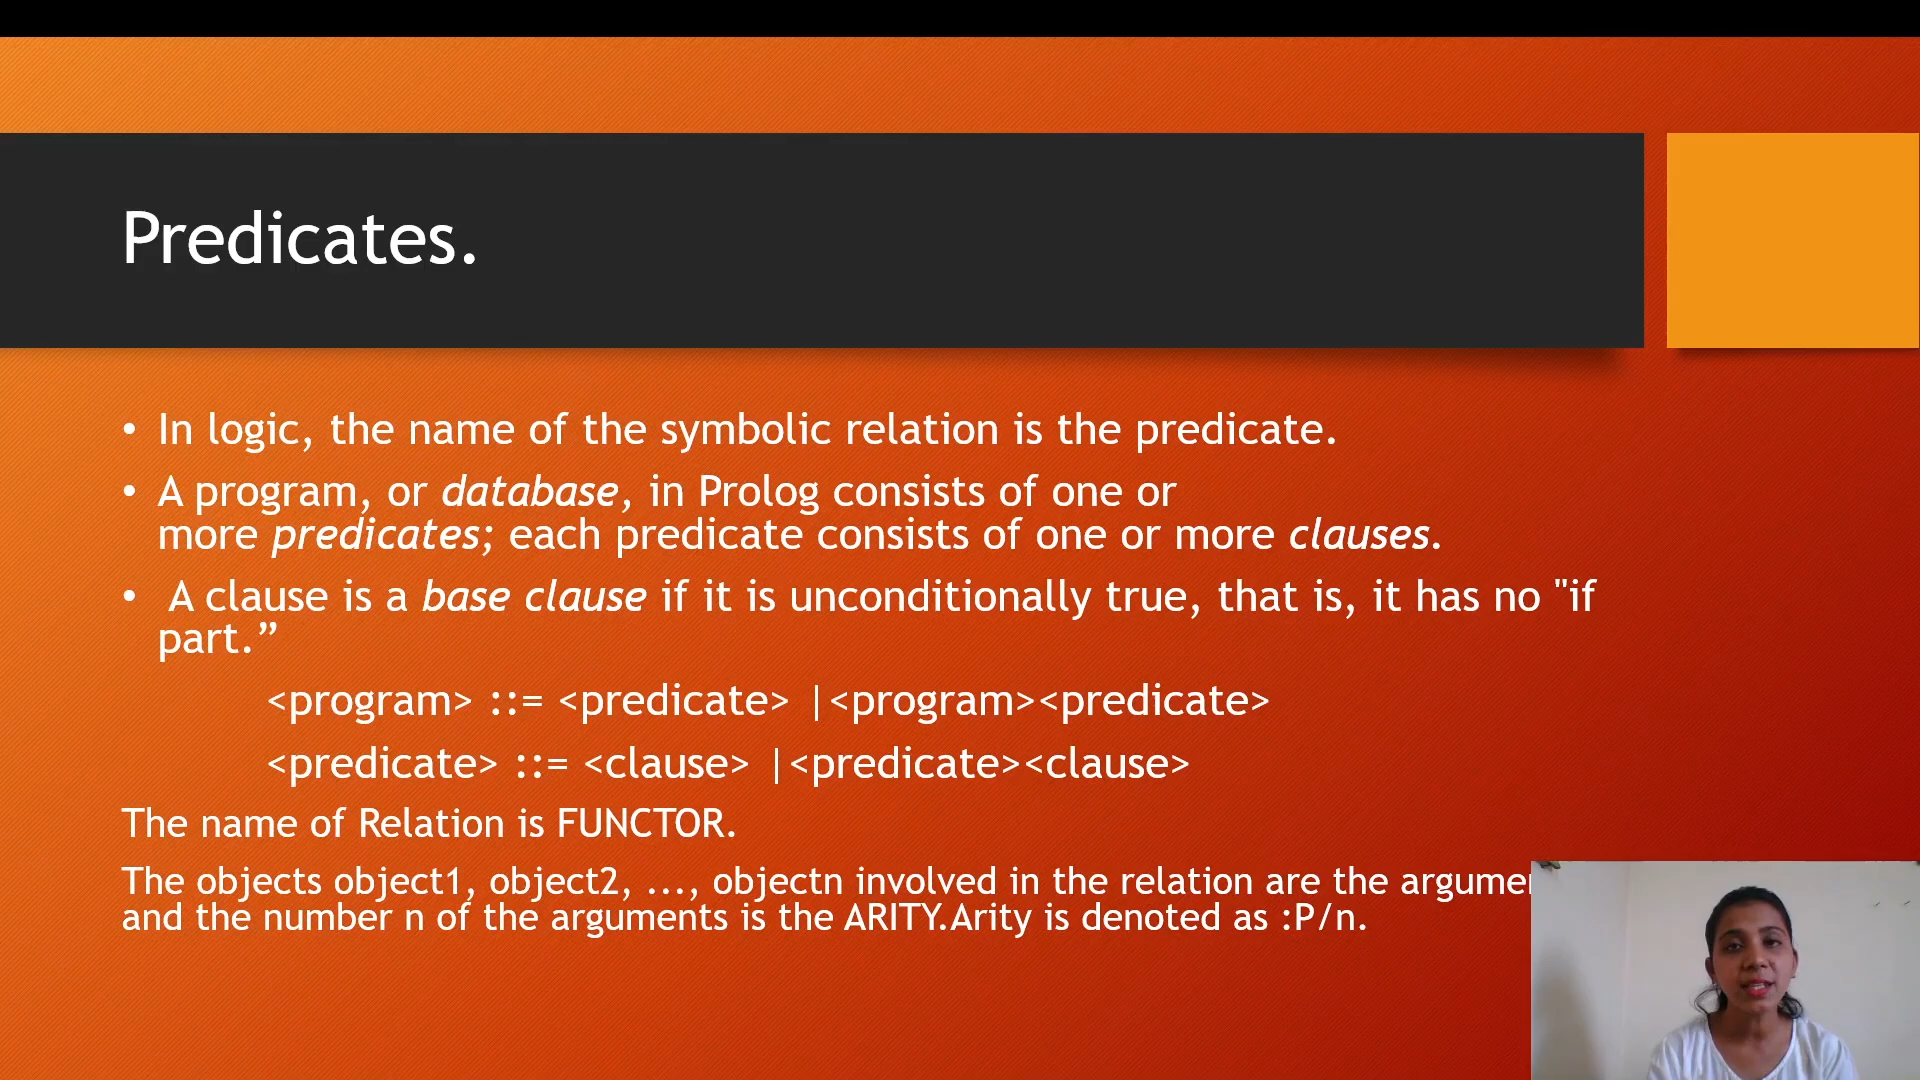 Predicates.
• In logic, the name of the symbolic relation is the predicate.
• A program, or database, in Prolog consists of one or
more predicates; each predicate consists of one or more clauses.
• A clause is a base clause if it is unconditionally true, that is, it has no "if
part.”
<program> ::= <predicate> |<program><predicate>
<predicate> ::= <clause> |<predicate><clause>
The name of Relation is FUNCTOR.
The objects object1, object2, ..., objectn involved in the relation are the
and the number n of the arguments is the ARITY.Arity is denoted as :P/n.